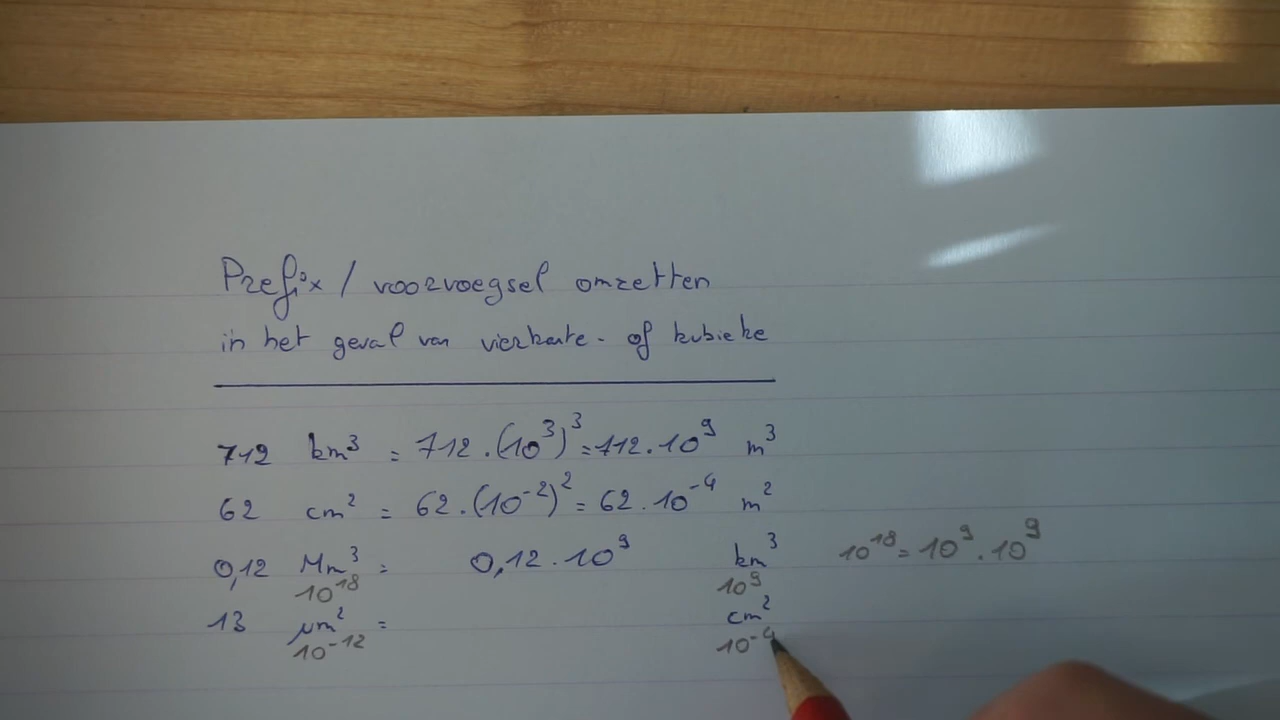 Prefix / voorvoegsel omzetten
in het geval van vierkante- of kubieke
712 km³ = 712.(10³)³ = 712.10⁹ m³
62 cm² = 62.(10⁻²)² = 62.10⁻⁴ m²
0,12 Mm³ = 0,12.10⁹ km³ 10¹⁸ = 10⁹.10⁹
10¹⁸ 10⁹
13 µm² = cm²
10⁻¹² 10⁻⁴